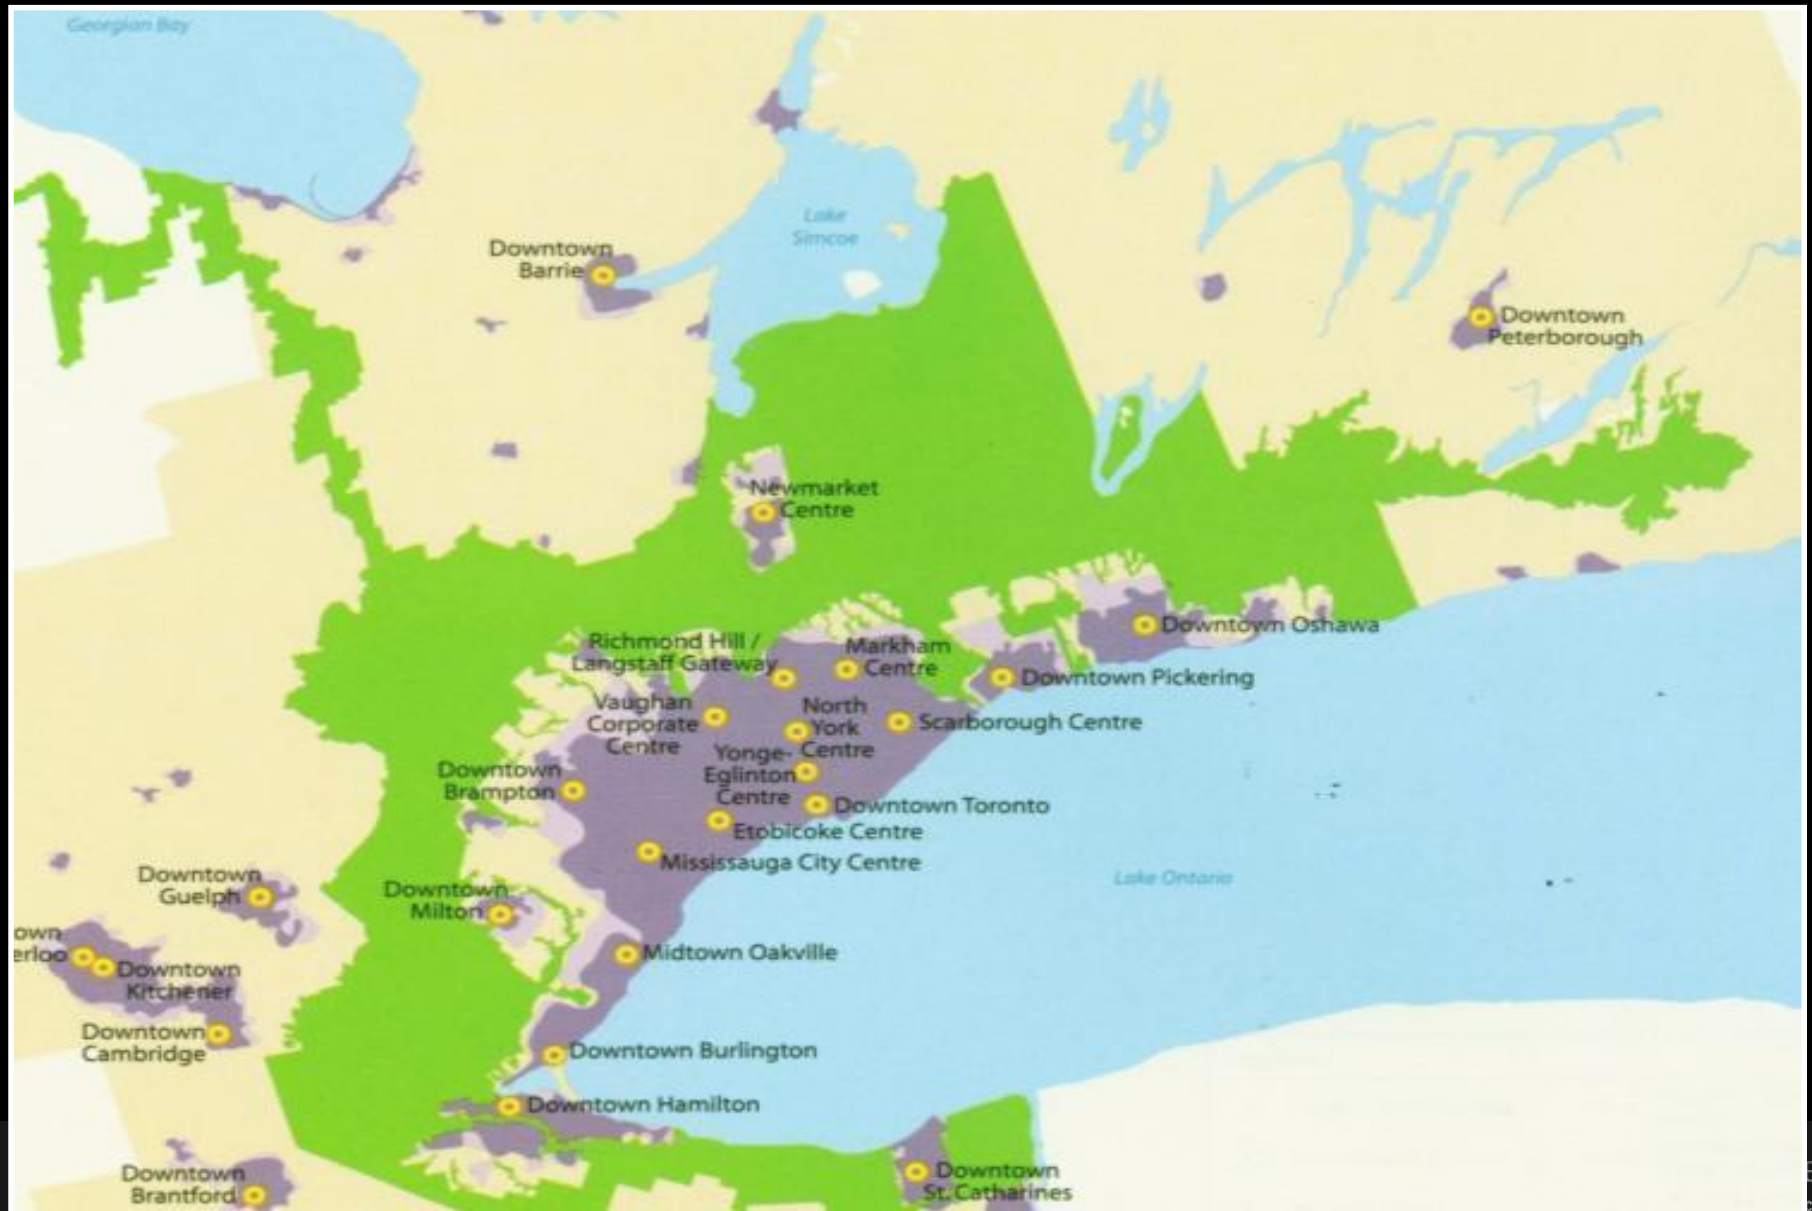 Georgian Bay
Lake
Simcoe
Downtown
Barrie
Downtown
Peterborough
Newmarket
Centre
Richmond Hill /
Langstaff Gateway
Markham
Centre
Downtown Oshawa
Downtown Pickering
Vaughan
Corporate
Centre
North
York
Centre
Scarborough Centre
Yonge-
Eglinton
Centre
Downtown
Brampton
Downtown Toronto
Etobicoke Centre
Mississauga City Centre
Lake Ontario
Downtown
Guelph
Downtown
Milton
own
erloo
Downtown
Kitchener
Midtown Oakville
Downtown
Cambridge
Downtown Burlington
Downtown Hamilton
Downtown
Brantford
Downtown
St. Catharines